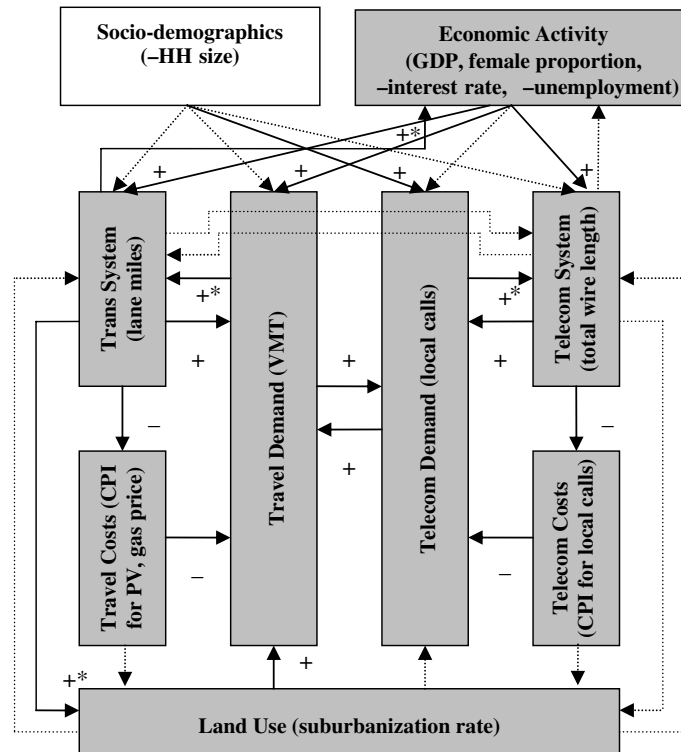 Socio-demographics
(–HH size)
Economic Activity
(GDP, female proportion,
–interest rate, –unemployment)
+*
+
+
+
+
Trans System
(lane miles)
Travel Demand (VMT)
Telecom Demand (local calls)
Telecom System
(total wire length)
+*
+*
+
+
+
+
–
–
Travel Costs (CPI
for PV, gas price)
Telecom Costs
(CPI for local calls)
–
–
+*
+
Land Use (suburbanization rate)